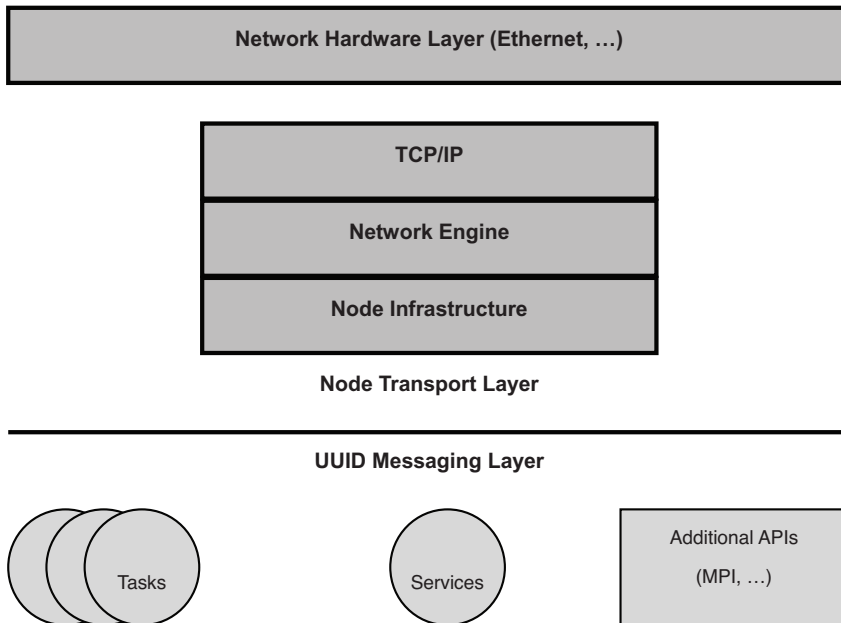 Network Hardware Layer (Ethernet, …)
TCP/IP
Network Engine
Node Infrastructure
Node Transport Layer
UUID Messaging Layer
Tasks
Services
Additional APIs
(MPI, …)